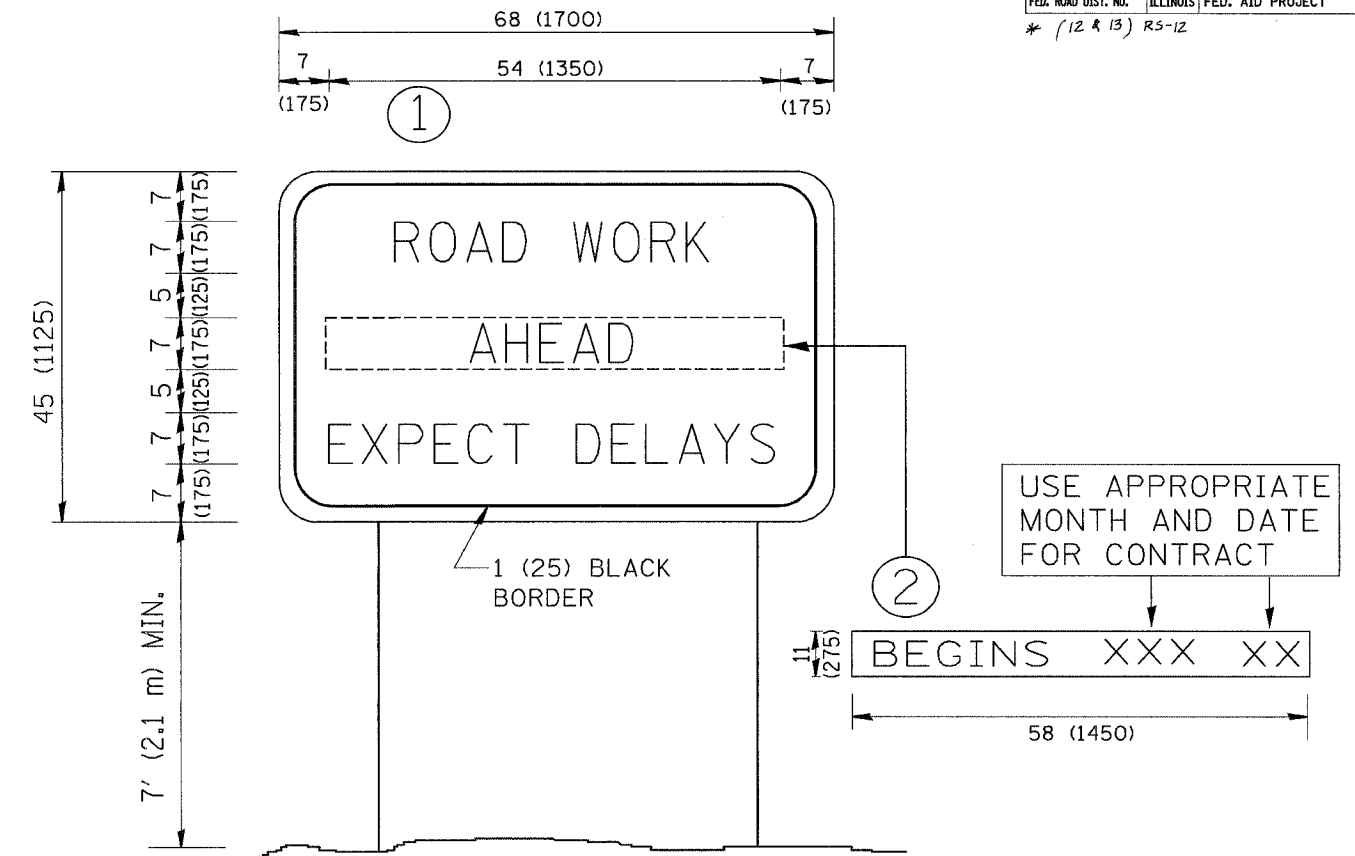 FED. ROAD DIST. NO. ILLINOIS FED. AID PROJECT
* (12 & 13) RS-12
68 (1700)
7 54 (1350) 7
(175) (175)
1
45 (1125)
7 (175)
7 (175)
5 (125)
7 (175)
5 (125)
7 (175)
7 (175)
ROAD WORK
AHEAD
EXPECT DELAYS
1 (25) BLACK
BORDER
7' (2.1 m) MIN.
USE APPROPRIATE
MONTH AND DATE
FOR CONTRACT
2
11
(275)
BEGINS XXX XX
58 (1450)